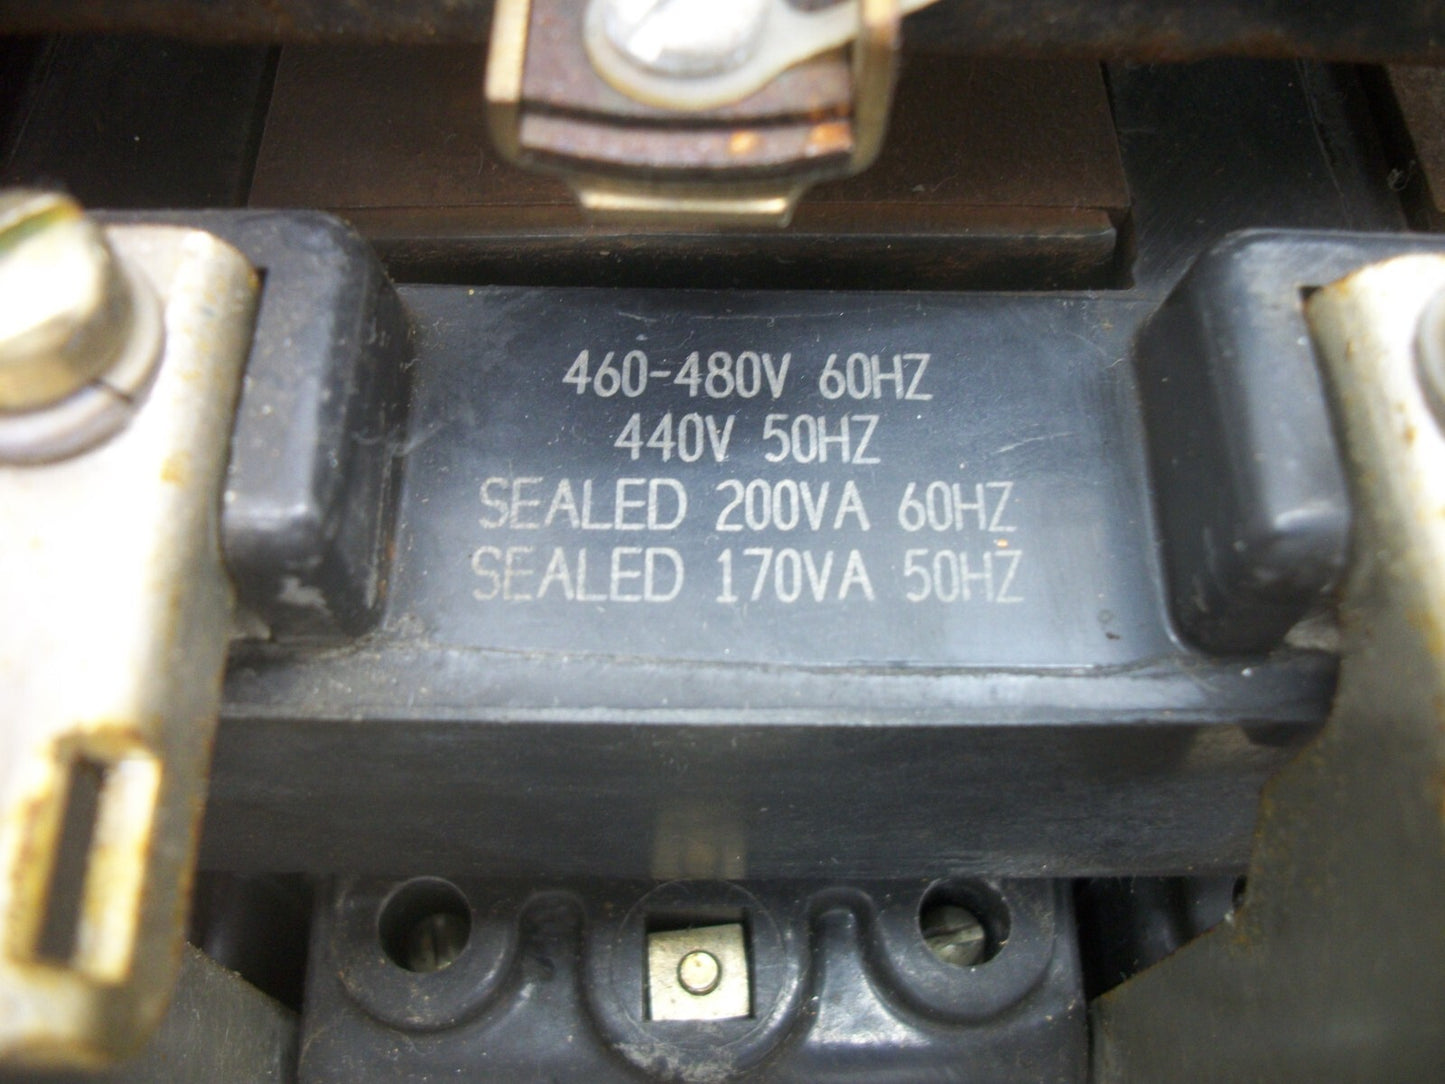 460-480V 60HZ
440V 50HZ
SEALED 200VA 60HZ
SEALED 170VA 50HZ